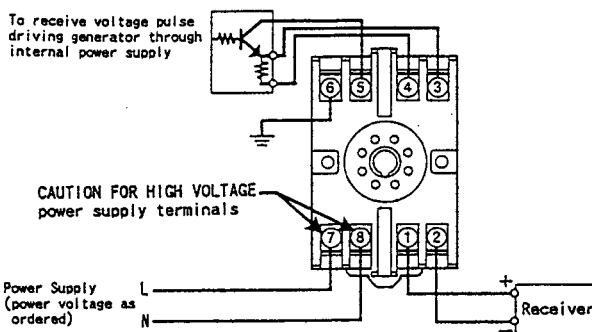 To receive voltage pulse
driving generator through
internal power supply
6 5 4 3
CAUTION FOR HIGH VOLTAGE
power supply terminals
7 8 1 2
Power Supply L
(power voltage as
ordered) N
+
Receiver
-